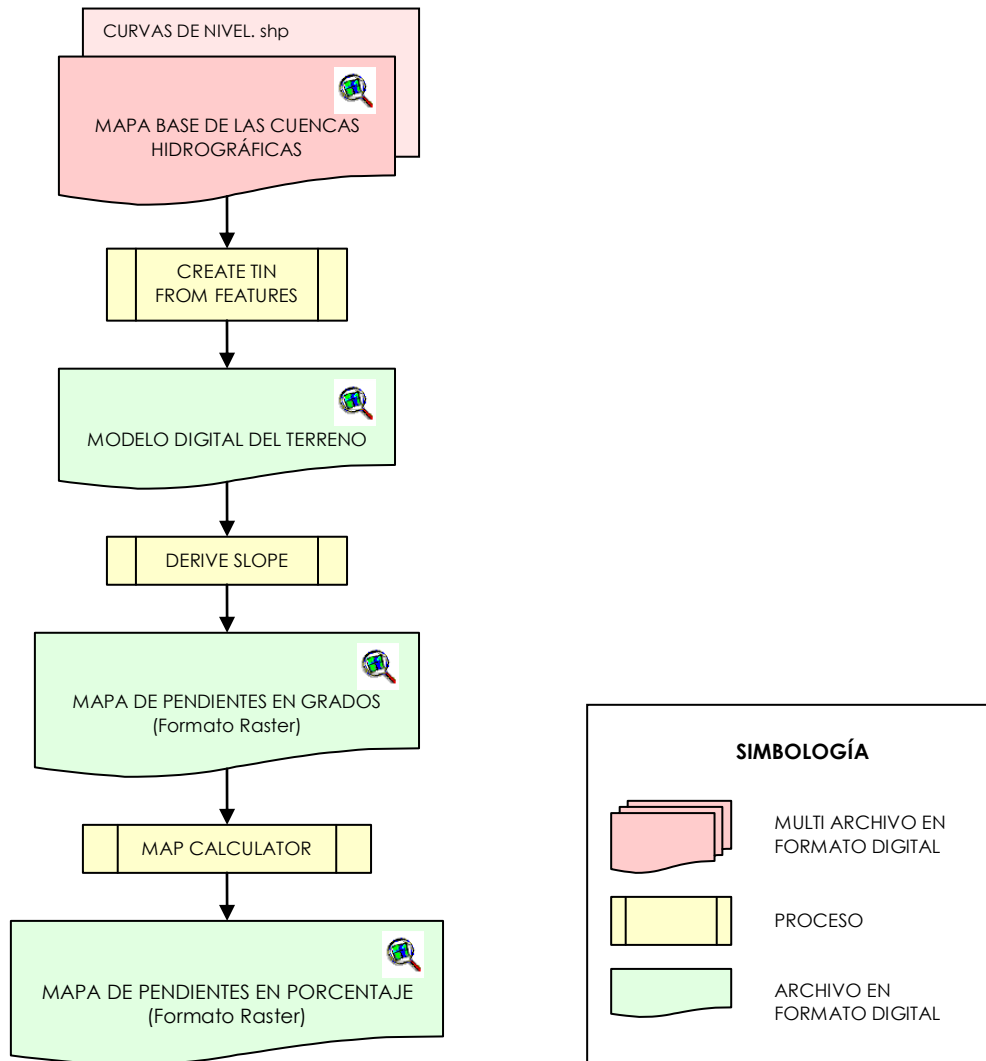 CURVAS DE NIVEL. shp
MAPA BASE DE LAS CUENCAS
HIDROGRÁFICAS
CREATE TIN
FROM FEATURES
MODELO DIGITAL DEL TERRENO
DERIVE SLOPE
MAPA DE PENDIENTES EN GRADOS
(Formato Raster)
MAP CALCULATOR
MAPA DE PENDIENTES EN PORCENTAJE
(Formato Raster)
SIMBOLOGÍA
MULTI ARCHIVO EN
FORMATO DIGITAL
PROCESO
ARCHIVO EN
FORMATO DIGITAL